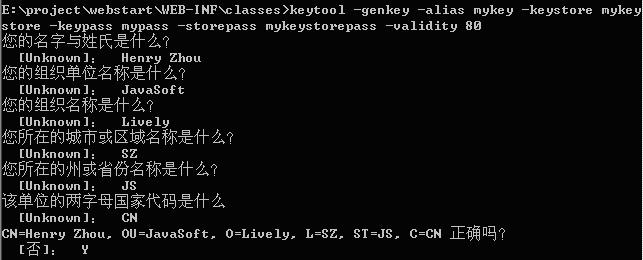 E:\project\webstart\WEB-INF\classes>keytool -genkey -alias mykey -keystore mykey
store -keypass mypass -storepass mykeystorepass -validity 80
您的名字与姓氏是什么？
[Unknown]： Henry Zhou
您的组织单位名称是什么？
[Unknown]： JavaSoft
您的组织名称是什么？
[Unknown]： Lively
您所在的城市或区域名称是什么？
[Unknown]： SZ
您所在的州或省份名称是什么？
[Unknown]： JS
该单位的两字母国家代码是什么
[Unknown]： CN
CN=Henry Zhou, OU=JavaSoft, O=Lively, L=SZ, ST=JS, C=CN 正确吗？
[否]： Y